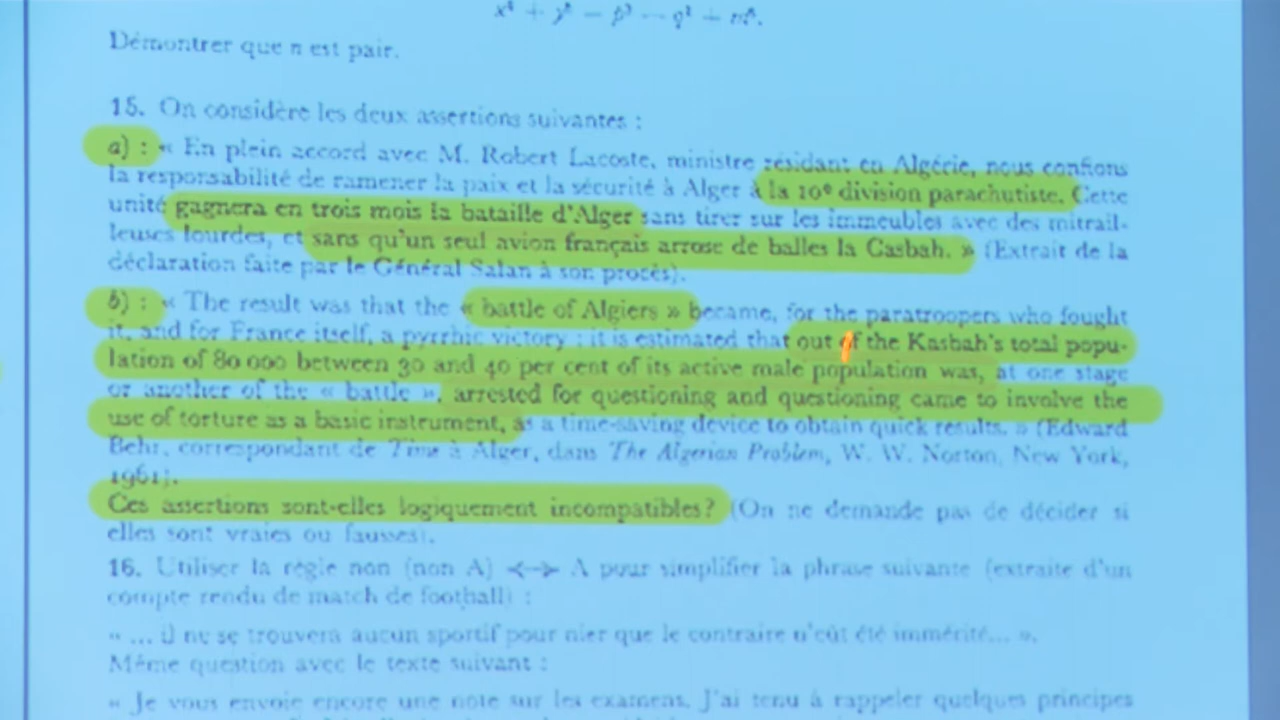 Démontrer que n est pair.
15. On considère les deux assertions suivantes :
a) : « En plein accord avec M. Robert Lacoste, ministre résidant en Algérie, nous confions
la responsabilité de ramener la paix et la sécurité à Alger à la 10e division parachutiste. Cette
unité gagnera en trois mois la bataille d'Alger sans tirer sur les immeubles avec des mitrail-
leuses lourdes, et sans qu'un seul avion français arrose de balles la Casbah. » (Extrait de la
déclaration faite par le Général Salan à son procès).
b) : « The result was that the « battle of Algiers » became, for the paratroopers who fought
it, and for France itself, a pyrrhic victory : it is estimated that out of the Kasbah's total popu-
lation of 80 000 between 30 and 40 per cent of its active male population was, at one stage
or another of the « battle », arrested for questioning and questioning came to involve the
use of torture as a basic instrument, as a time-saving device to obtain quick results. » (Edward
Behr, correspondant de Time à Alger, dans The Algerian Problem, W. W. Norton, New York,
1961).
Ces assertions sont-elles logiquement incompatibles? (On ne demande pas de décider si
elles sont vraies ou fausses).
16. Utiliser la règle non (non A) <--> A pour simplifier la phrase suivante (extraite d'un
compte rendu de match de football) :
« ... il ne se trouvera aucun sportif pour nier que le contraire n'eût été immérité... ».
Même question avec le texte suivant :
« Je vous envoie encore une note sur les examens. J'ai tenu à rappeler quelques principes